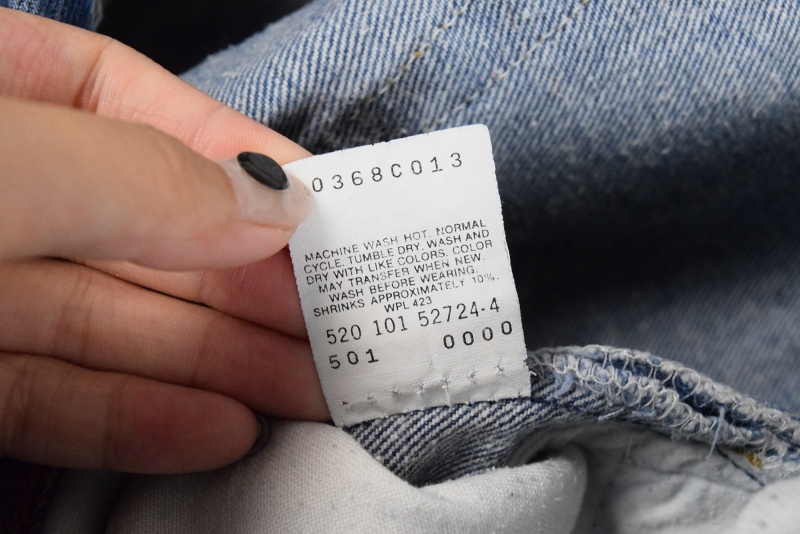 0368C013
MACHINE WASH HOT. NORMAL
CYCLE. TUMBLE DRY. WASH AND
DRY WITH LIKE COLORS. COLOR
MAY TRANSFER WHEN NEW.
WASH BEFORE WEARING.
SHRINKS APPROXIMATELY 10%.
WPL 423
520 101 52724-4
501 0000